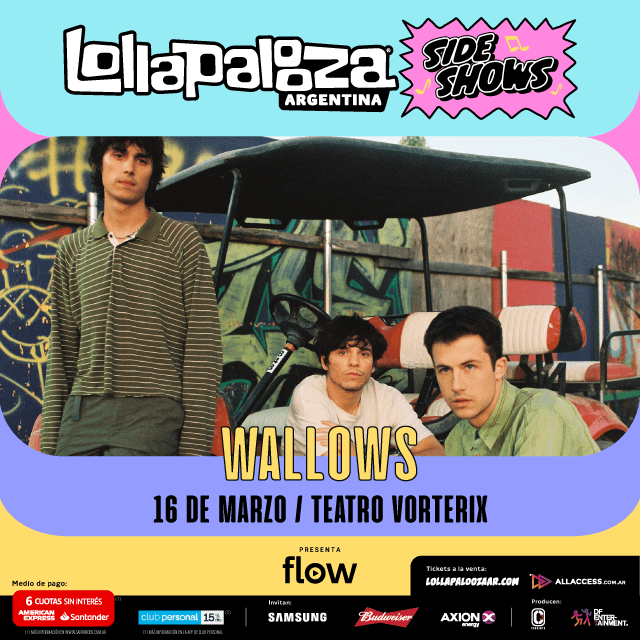 Lollapalooza
ARGENTINA
SIDE
SHOWS
WALLOWS
16 DE MARZO / TEATRO VORTERIX
PRESENTA
flow
Medio de pago:
6 CUOTAS SIN INTERÉS
AMERICAN EXPRESS Santander
club personal 15%
Invitan:
SAMSUNG
Budweiser
AXION energy
Tickets a la venta:
LOLLAPALOOZAAR.COM
ALLACCESS.COM.AR
Producen:
DF ENTERTAINMENT.